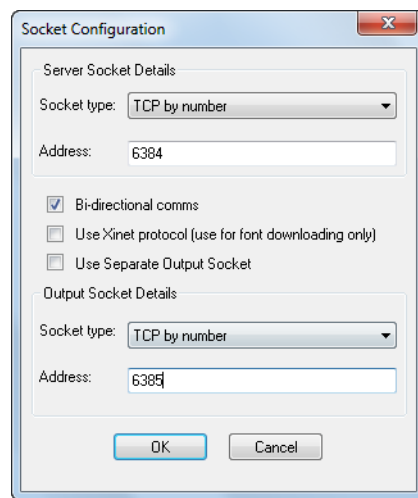 Socket Configuration
Server Socket Details
Socket type: TCP by number
Address: 6384
Bi-directional comms
Use Xinet protocol (use for font downloading only)
Use Separate Output Socket
Output Socket Details
Socket type: TCP by number
Address: 6385
OK Cancel